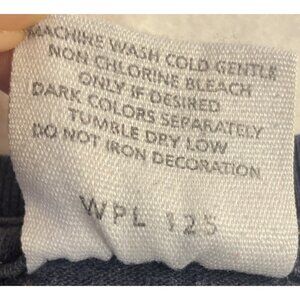 MACHINE WASH COLD GENTLE
NON CHLORINE BLEACH
ONLY IF DESIRED
DARK COLORS SEPARATELY
TUMBLE DRY LOW
DO NOT IRON DECORATION.
WPL 125